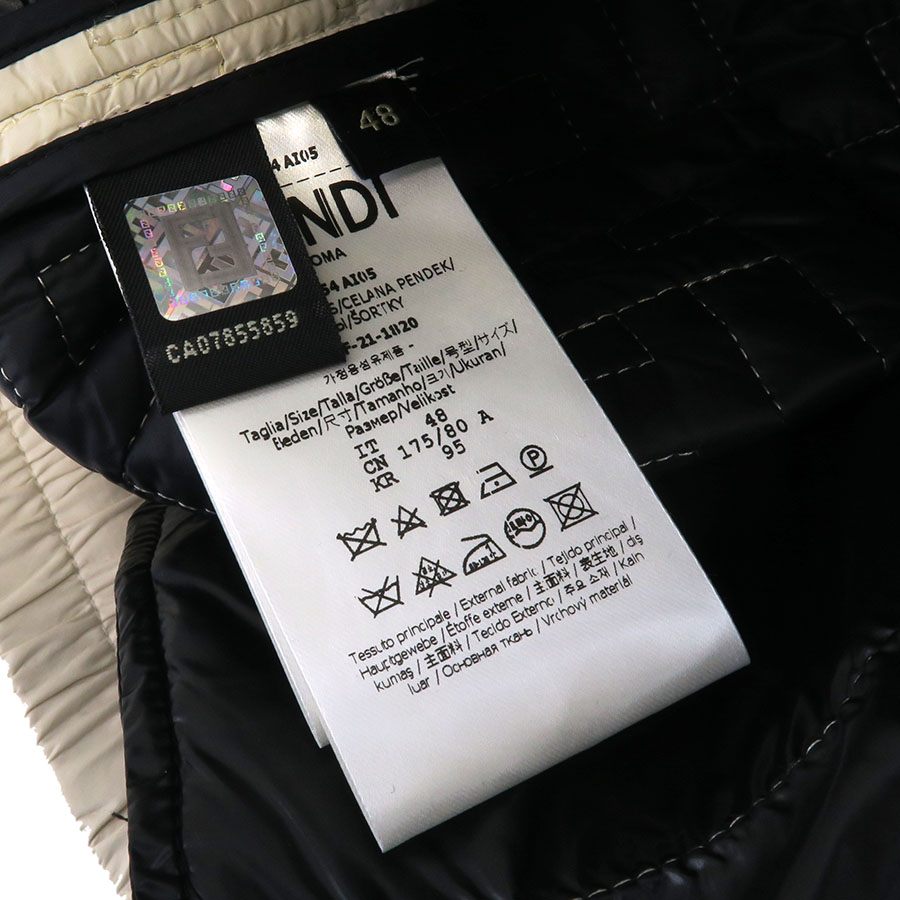 48
4 AI05
NDI
OMA
54 AI05
S/CELANA PENDEK/
Ы/ŠORTKY
F-21-1820
가정용섬유제품 -
Taglia/Size/Talla/Größe/Taille/号型/サイズ/
Beden/尺寸/Tamanho/크기/Ukuran/
Размер/Velikost
IT 48
CN 175/80 A
KR 95
P
Tessuto principale / External fabric / Tejido principal /
Hauptgewebe / Étoffe externe / 主面料 / 表生地 / dış
kumaş / 主面料 / Tecido Externo / 주요 소재 / Kain
luar / Основная ткань / Vrchový materiál
CA07855859